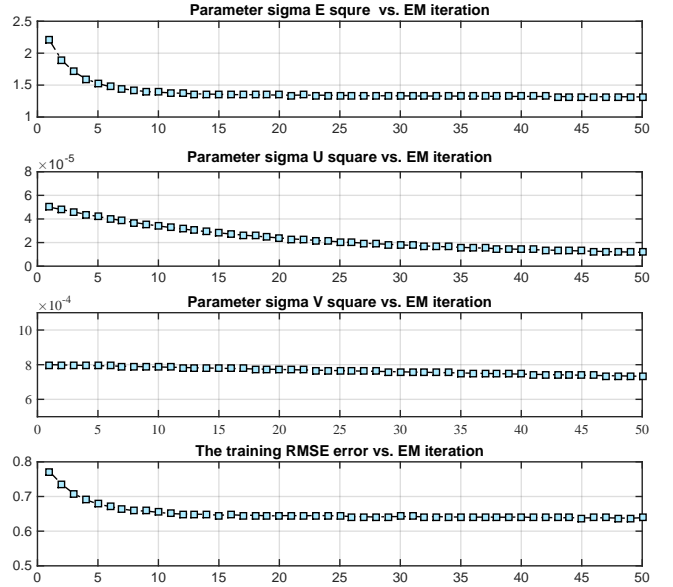 Parameter sigma E squre vs. EM iteration
2.5
2
1.5
1
0 5 10 15 20 25 30 35 40 45 50
Parameter sigma U square vs. EM iteration
×10-5
8
6
4
2
0
0 5 10 15 20 25 30 35 40 45 50
Parameter sigma V square vs. EM iteration
×10-4
10
8
6
0 5 10 15 20 25 30 35 40 45 50
The training RMSE error vs. EM iteration
0.8
0.7
0.6
0.5
0 5 10 15 20 25 30 35 40 45 50